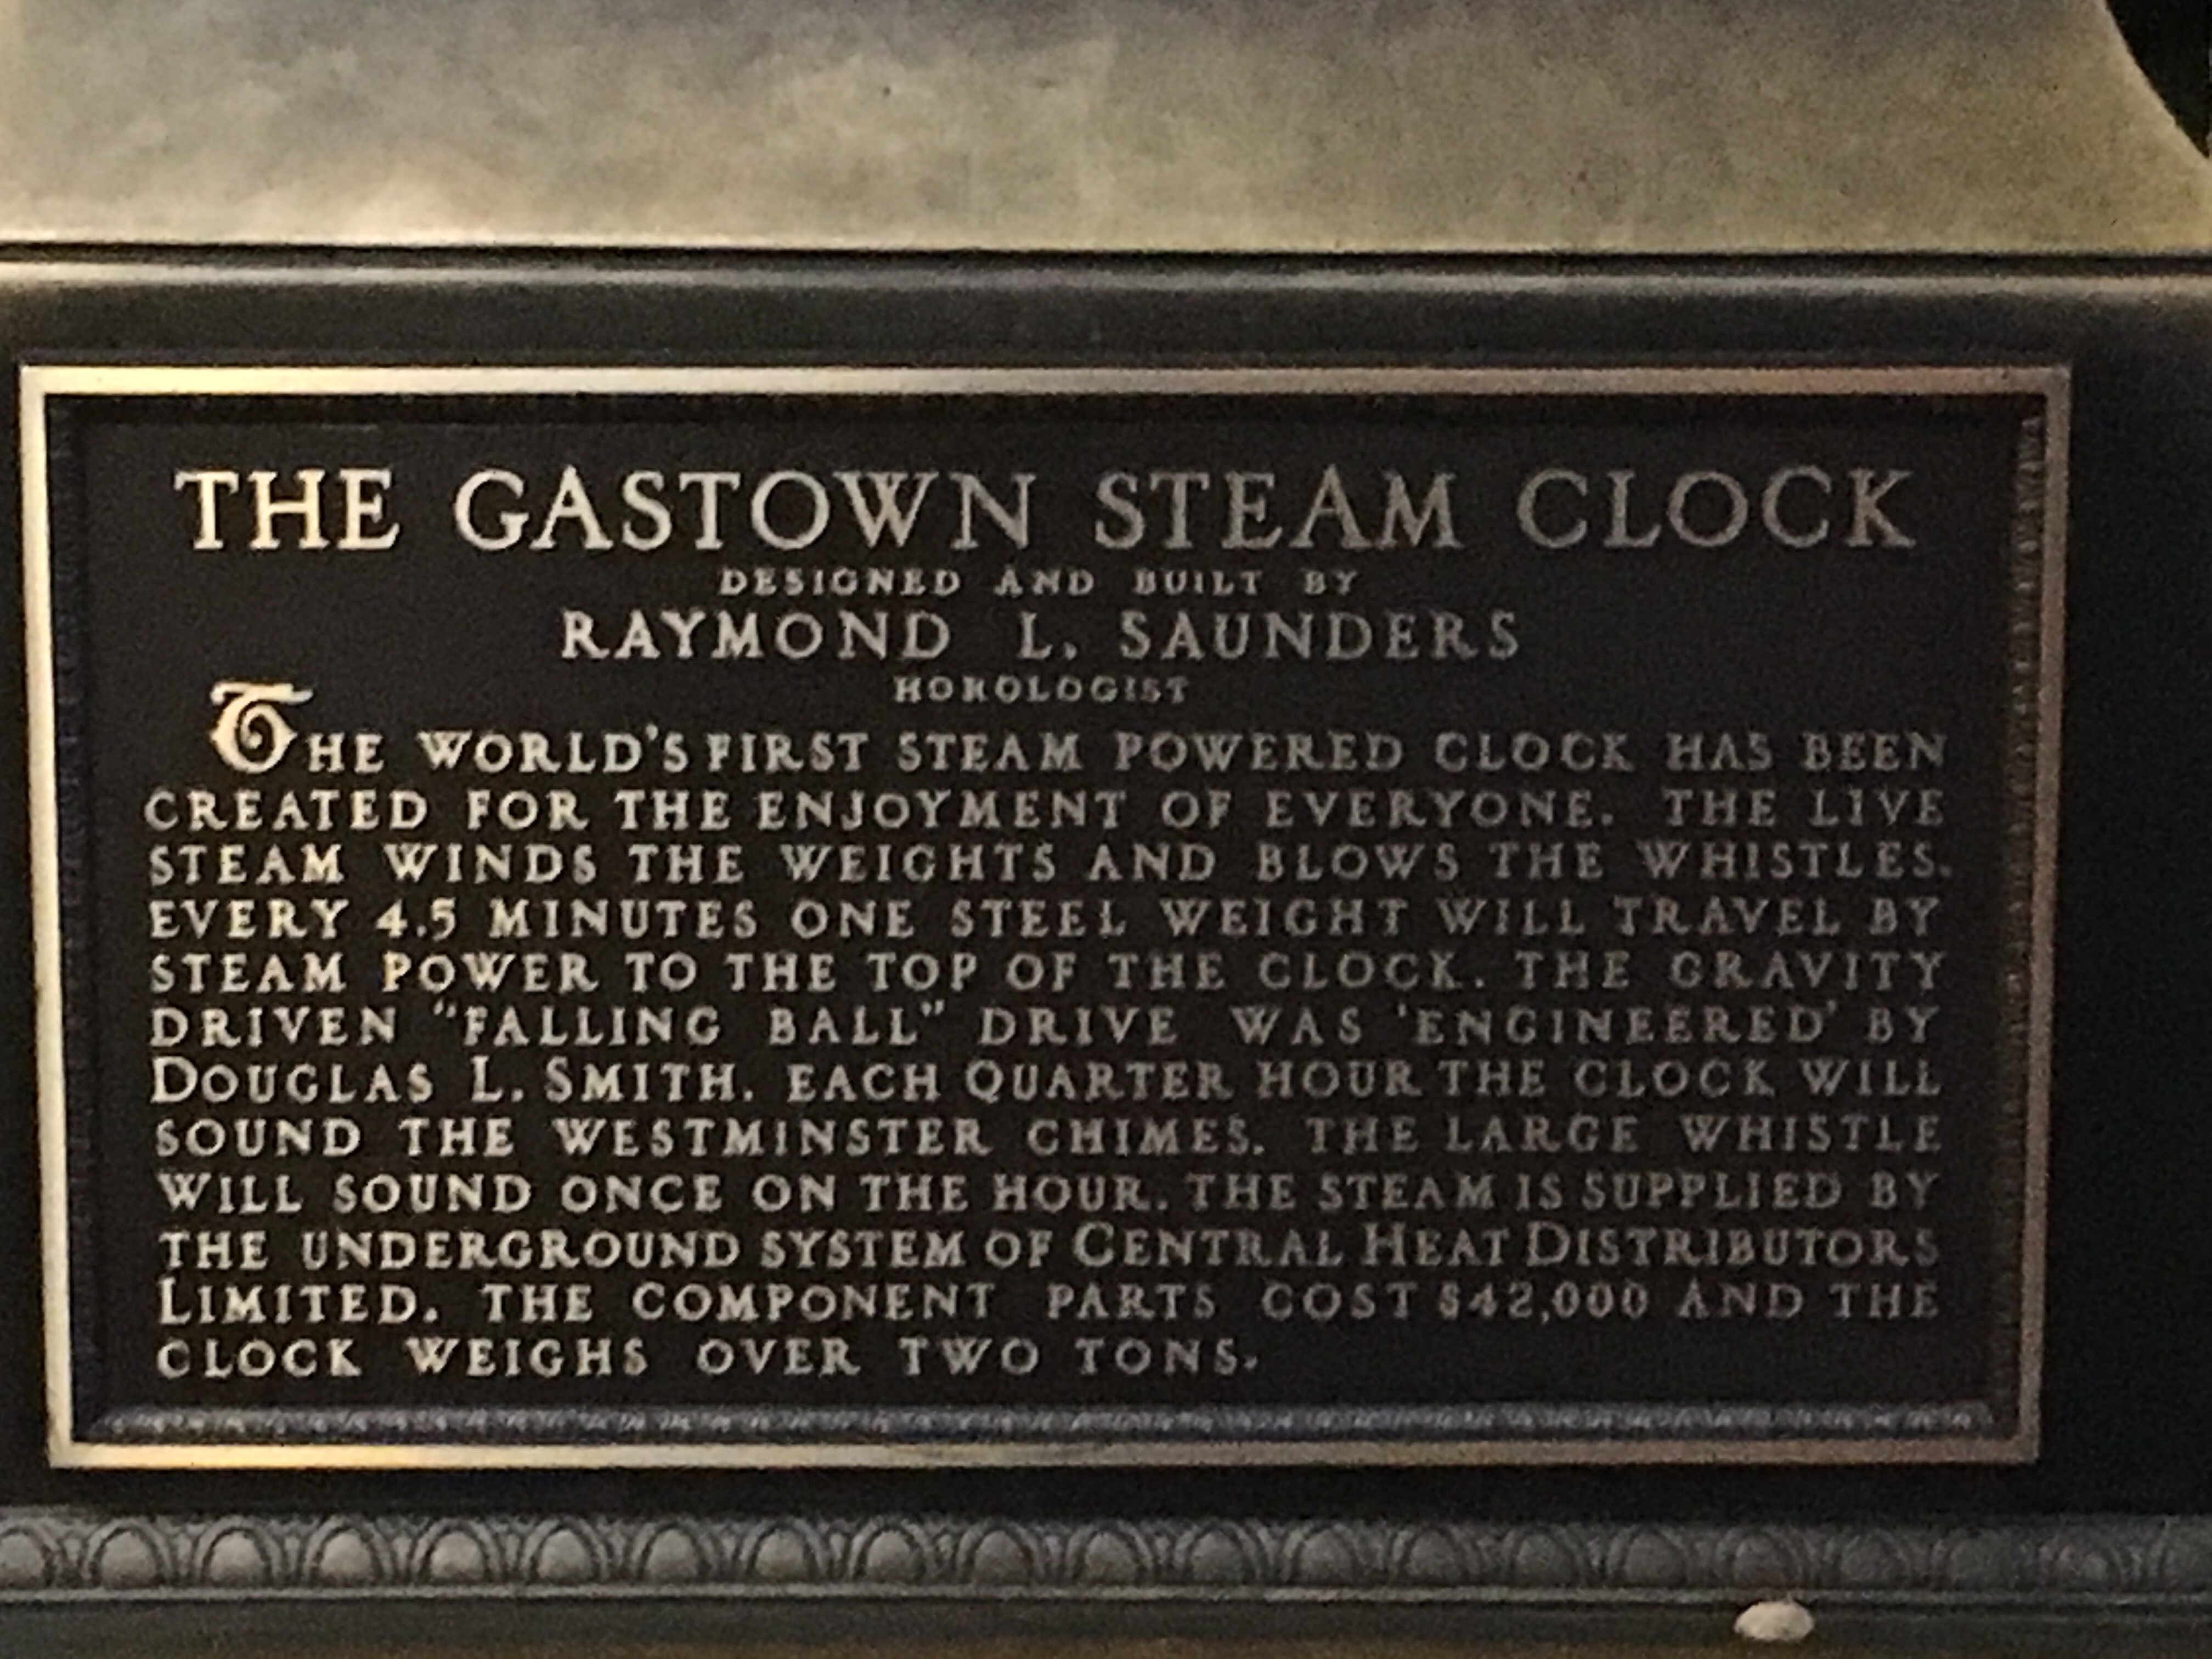 THE GASTOWN STEAM CLOCK
DESIGNED AND BUILT BY
RAYMOND L. SAUNDERS
HOROLOGIST
THE WORLD'S FIRST STEAM POWERED CLOCK HAS BEEN
CREATED FOR THE ENJOYMENT OF EVERYONE. THE LIVE
STEAM WINDS THE WEIGHTS AND BLOWS THE WHISTLES.
EVERY 4.5 MINUTES ONE STEEL WEIGHT WILL TRAVEL BY
STEAM POWER TO THE TOP OF THE CLOCK. THE GRAVITY
DRIVEN "FALLING BALL" DRIVE WAS 'ENGINEERED' BY
DOUGLAS L. SMITH. EACH QUARTER HOUR THE CLOCK WILL
SOUND THE WESTMINSTER CHIMES. THE LARGE WHISTLE
WILL SOUND ONCE ON THE HOUR. THE STEAM IS SUPPLIED BY
THE UNDERGROUND SYSTEM OF CENTRAL HEAT DISTRIBUTORS
LIMITED. THE COMPONENT PARTS COST $42,000 AND THE
CLOCK WEIGHS OVER TWO TONS.